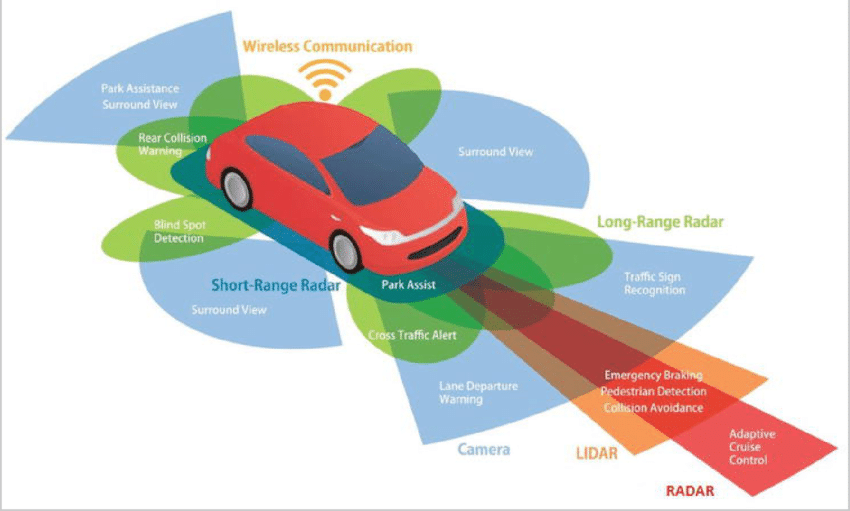 Wireless Communication
Park Assistance
Surround View
Rear Collision
Warning
Surround View
Blind Spot
Detection
Long-Range Radar
Traffic Sign
Recognition
Short-Range Radar
Park Assist
Surround View
Cross Traffic Alert
Emergency Braking
Pedestrian Detection
Collision Avoidance
Lane Departure
Warning
Adaptive
Cruise
Control
Camera
LIDAR
RADAR